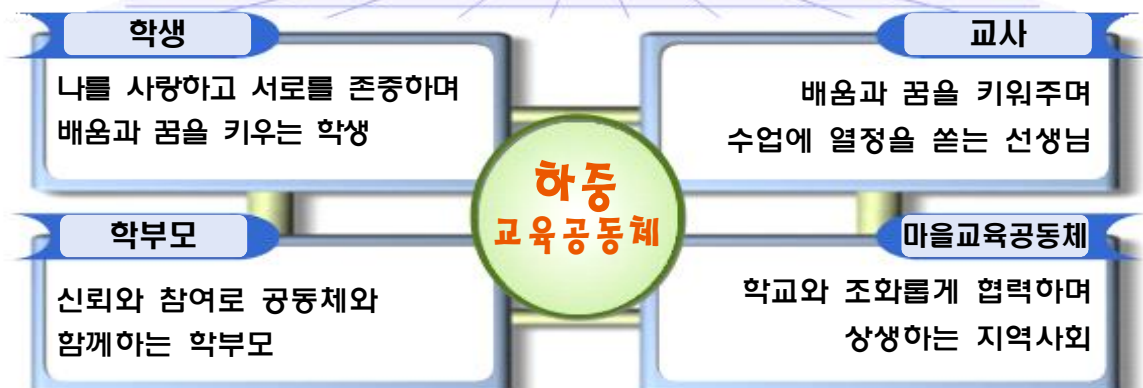 학생
나를 사랑하고 서로를 존중하며
배움과 꿈을 키우는 학생
교사
배움과 꿈을 키워주며
수업에 열정을 쏟는 선생님
하중
교육공동체
학부모
신뢰와 참여로 공동체와
함께하는 학부모
마을교육공동체
학교와 조화롭게 협력하며
상생하는 지역사회